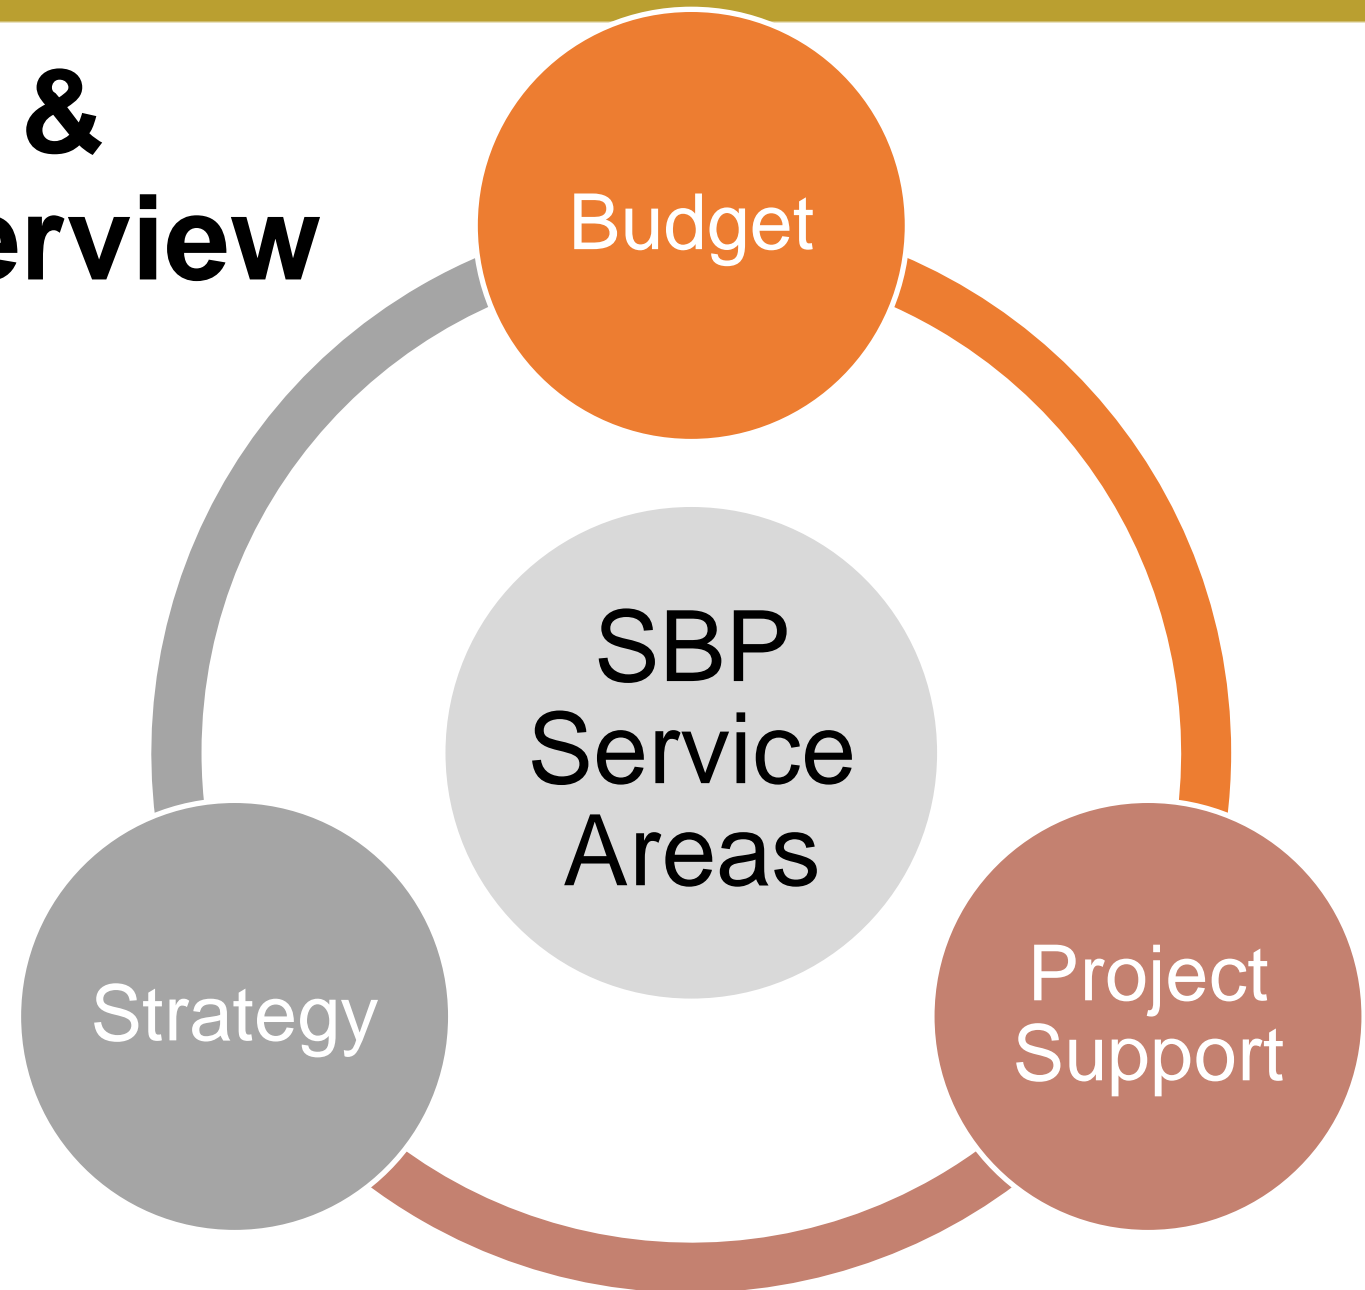 &
erview
Budget
SBP
Service
Areas
Strategy
Project
Support